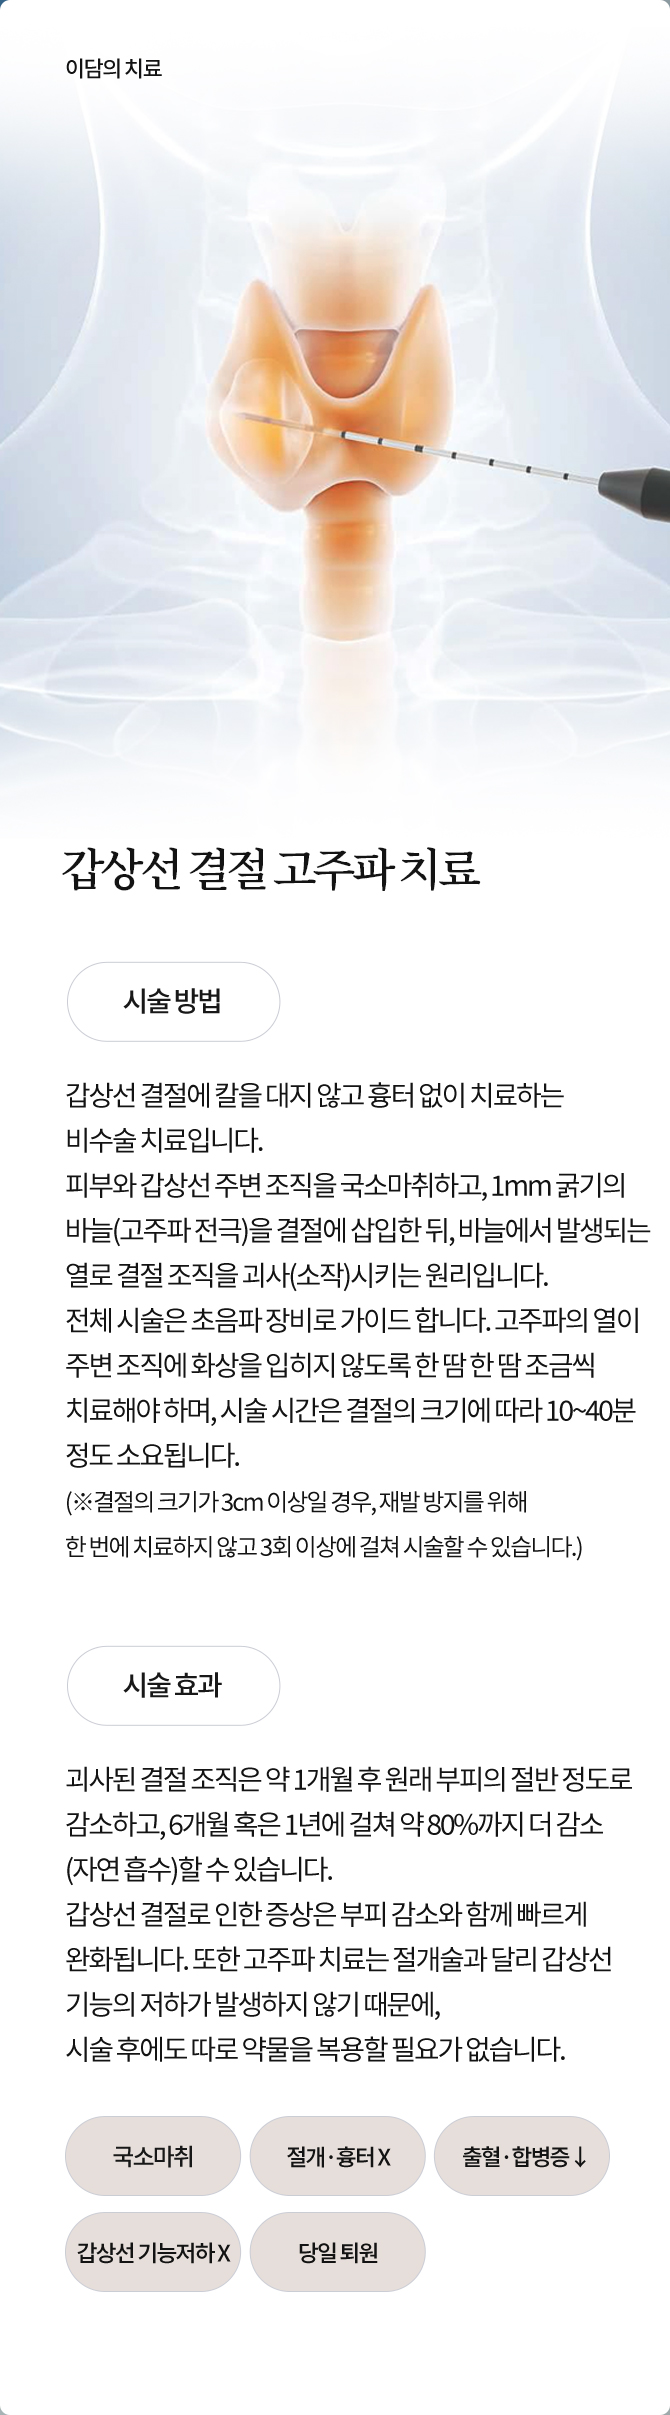 이담의 치료
갑상선 결절 고주파 치료
시술 방법
갑상선 결절에 칼을 대지 않고 흉터 없이 치료하는
비수술 치료입니다.
피부와 갑상선 주변 조직을 국소마취하고, 1mm 굵기의
바늘(고주파 전극)을 결절에 삽입한 뒤, 바늘에서 발생되는
열로 결절 조직을 괴사(소작)시키는 원리입니다.
전체 시술은 초음파 장비로 가이드 합니다. 고주파의 열이
주변 조직에 화상을 입히지 않도록 한 땀 한 땀 조금씩
치료해야 하며, 시술 시간은 결절의 크기에 따라 10~40분
정도 소요됩니다.
(※결절의 크기가 3cm 이상일 경우, 재발 방지를 위해
한 번에 치료하지 않고 3회 이상에 걸쳐 시술할 수 있습니다.)
시술 효과
괴사된 결절 조직은 약 1개월 후 원래 부피의 절반 정도로
감소하고, 6개월 혹은 1년에 걸쳐 약 80%까지 더 감소
(자연 흡수)할 수 있습니다.
갑상선 결절로 인한 증상은 부피 감소와 함께 빠르게
완화됩니다. 또한 고주파 치료는 절개술과 달리 갑상선
기능의 저하가 발생하지 않기 때문에,
시술 후에도 따로 약물을 복용할 필요가 없습니다.
국소마취
절개·흉터 X
출혈·합병증↓
갑상선 기능저하 X
당일 퇴원